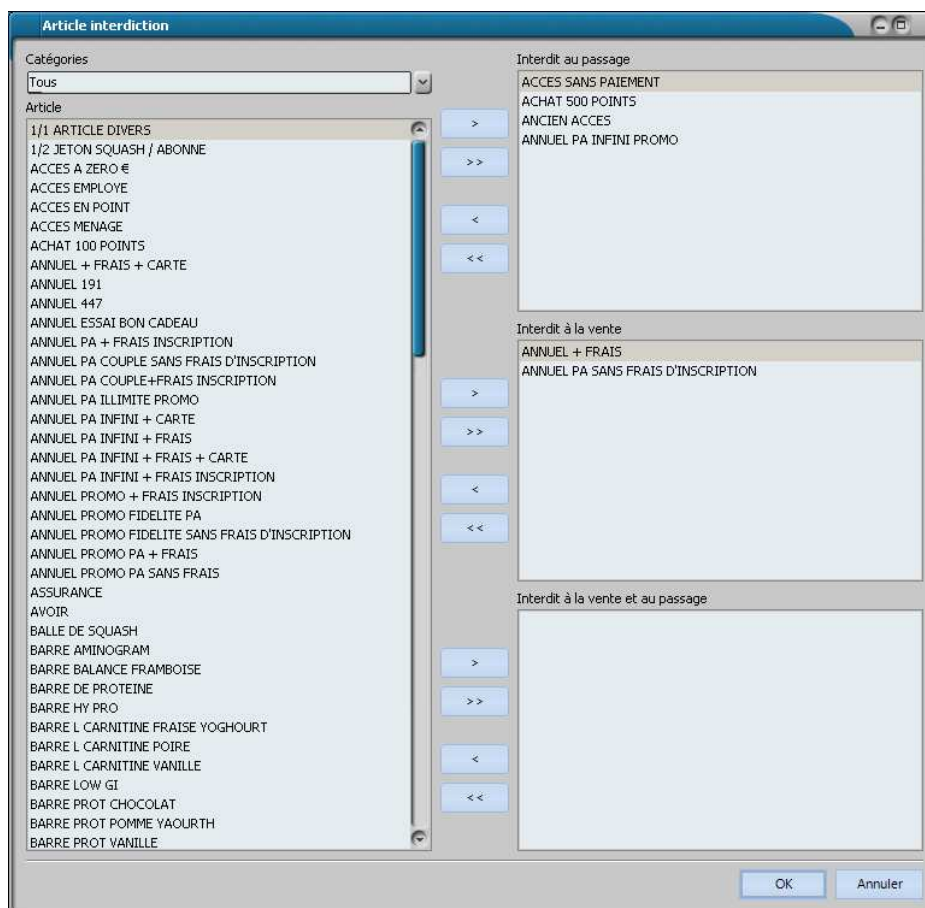 Article interdiction
Catégories
Tous
Article
1/1 ARTICLE DIVERS
1/2 JETON SQUASH / ABONNE
ACCES A ZERO €
ACCES EMPLOYE
ACCES EN POINT
ACCES MENAGE
ACHAT 100 POINTS
ANNUEL + FRAIS + CARTE
ANNUEL 191
ANNUEL 447
ANNUEL ESSAI BON CADEAU
ANNUEL PA + FRAIS INSCRIPTION
ANNUEL PA COUPLE SANS FRAIS D'INSCRIPTION
ANNUEL PA COUPLE+FRAIS INSCRIPTION
ANNUEL PA ILLIMITE PROMO
ANNUEL PA INFINI + CARTE
ANNUEL PA INFINI + FRAIS
ANNUEL PA INFINI + FRAIS + CARTE
ANNUEL PA INFINI + FRAIS INSCRIPTION
ANNUEL PROMO + FRAIS INSCRIPTION
ANNUEL PROMO FIDELITE PA
ANNUEL PROMO FIDELITE SANS FRAIS D'INSCRIPTION
ANNUEL PROMO PA + FRAIS
ANNUEL PROMO PA SANS FRAIS
ASSURANCE
AVOIR
BALLE DE SQUASH
BARRE AMINOGRAM
BARRE BALANCE FRAMBOISE
BARRE DE PROTEINE
BARRE HY PRO
BARRE L CARNITINE FRAISE YOGHOURT
BARRE L CARNITINE POIRE
BARRE L CARNITINE VANILLE
BARRE LOW GI
BARRE PROT CHOCOLAT
BARRE PROT POMME YAOURTH
BARRE PROT VANILLE
>
>>
<
<<
>
>>
<
<<
>
>>
<
<<
Interdit au passage
ACCES SANS PAIEMENT
ACHAT 500 POINTS
ANCIEN ACCES
ANNUEL PA INFINI PROMO
Interdit à la vente
ANNUEL + FRAIS
ANNUEL PA SANS FRAIS D'INSCRIPTION
Interdit à la vente et au passage
OK
Annuler